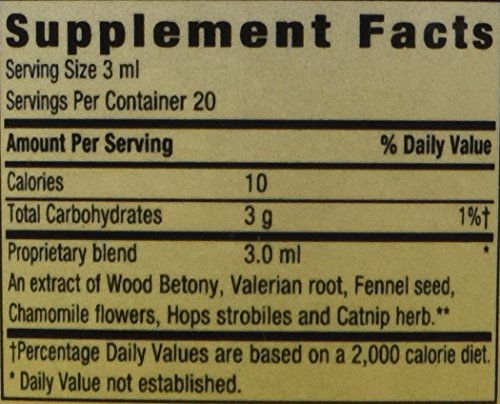 Supplement Facts
Serving Size 3 ml
Servings Per Container 20
Amount Per Serving % Daily Value
Calories 10
Total Carbohydrates 3 g 1%†
Proprietary blend 3.0 ml *
An extract of Wood Betony, Valerian root, Fennel seed,
Chamomile flowers, Hops strobiles and Catnip herb.**
†Percentage Daily Values are based on a 2,000 calorie diet.
* Daily Value not established.